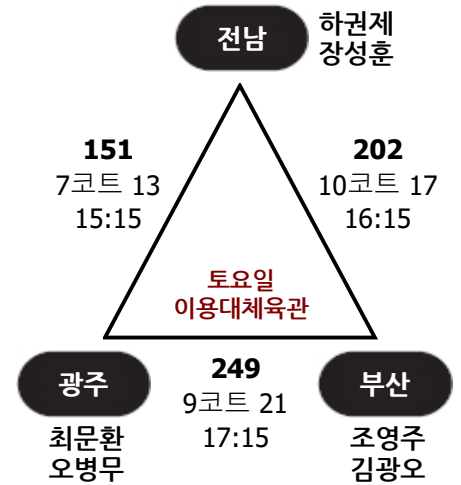 전남
하권제
장성훈
151
7코트 13
15:15
202
10코트 17
16:15
토요일
이용대체육관
광주
최문환
오병무
249
9코트 21
17:15
부산
조영주
김광오